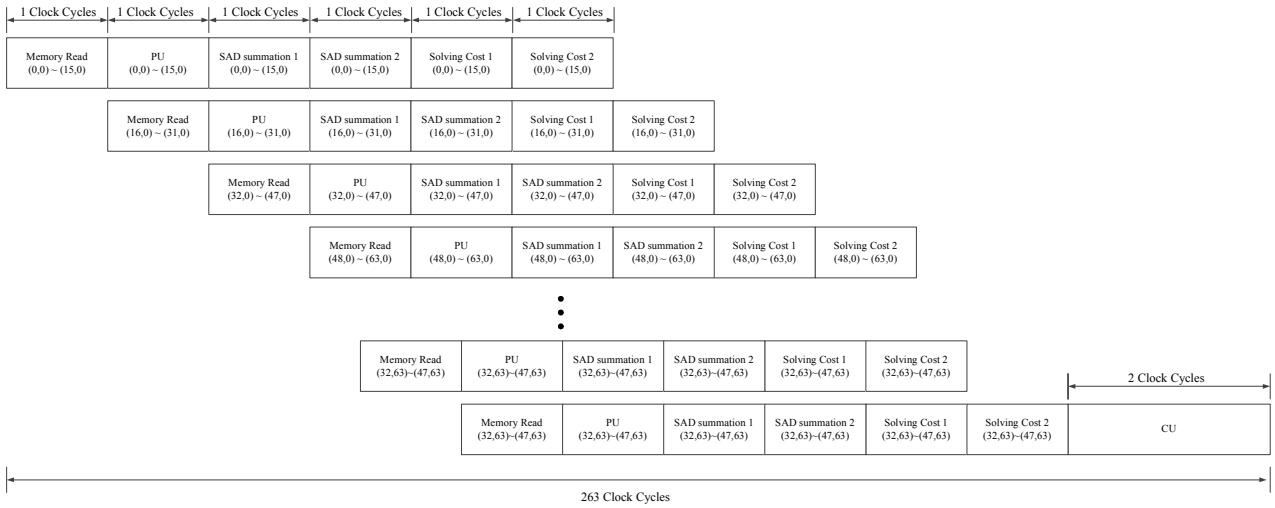 1 Clock Cycles 1 Clock Cycles 1 Clock Cycles 1 Clock Cycles 1 Clock Cycles 1 Clock Cycles
Memory Read PU SAD summation 1 SAD summation 2 Solving Cost 1 Solving Cost 2
(0,0) ~ (15,0) (0,0) ~ (15,0) (0,0) ~ (15,0) (0,0) ~ (15,0) (0,0) ~ (15,0) (0,0) ~ (15,0)
Memory Read PU SAD summation 1 SAD summation 2 Solving Cost 1 Solving Cost 2
(16,0) ~ (31,0) (16,0) ~ (31,0) (16,0) ~ (31,0) (16,0) ~ (31,0) (16,0) ~ (31,0) (16,0) ~ (31,0)
Memory Read PU SAD summation 1 SAD summation 2 Solving Cost 1 Solving Cost 2
(32,0) ~ (47,0) (32,0) ~ (47,0) (32,0) ~ (47,0) (32,0) ~ (47,0) (32,0) ~ (47,0) (32,0) ~ (47,0)
Memory Read PU SAD summation 1 SAD summation 2 Solving Cost 1 Solving Cost 2
(48,0) ~ (63,0) (48,0) ~ (63,0) (48,0) ~ (63,0) (48,0) ~ (63,0) (48,0) ~ (63,0) (48,0) ~ (63,0)
Memory Read PU SAD summation 1 SAD summation 2 Solving Cost 1 Solving Cost 2
(32,63)~(47,63) (32,63)~(47,63) (32,63)~(47,63) (32,63)~(47,63) (32,63)~(47,63) (32,63)~(47,63)
2 Clock Cycles
Memory Read PU SAD summation 1 SAD summation 2 Solving Cost 1 Solving Cost 2 CU
(32,63)~(47,63) (32,63)~(47,63) (32,63)~(47,63) (32,63)~(47,63) (32,63)~(47,63) (32,63)~(47,63)
263 Clock Cycles